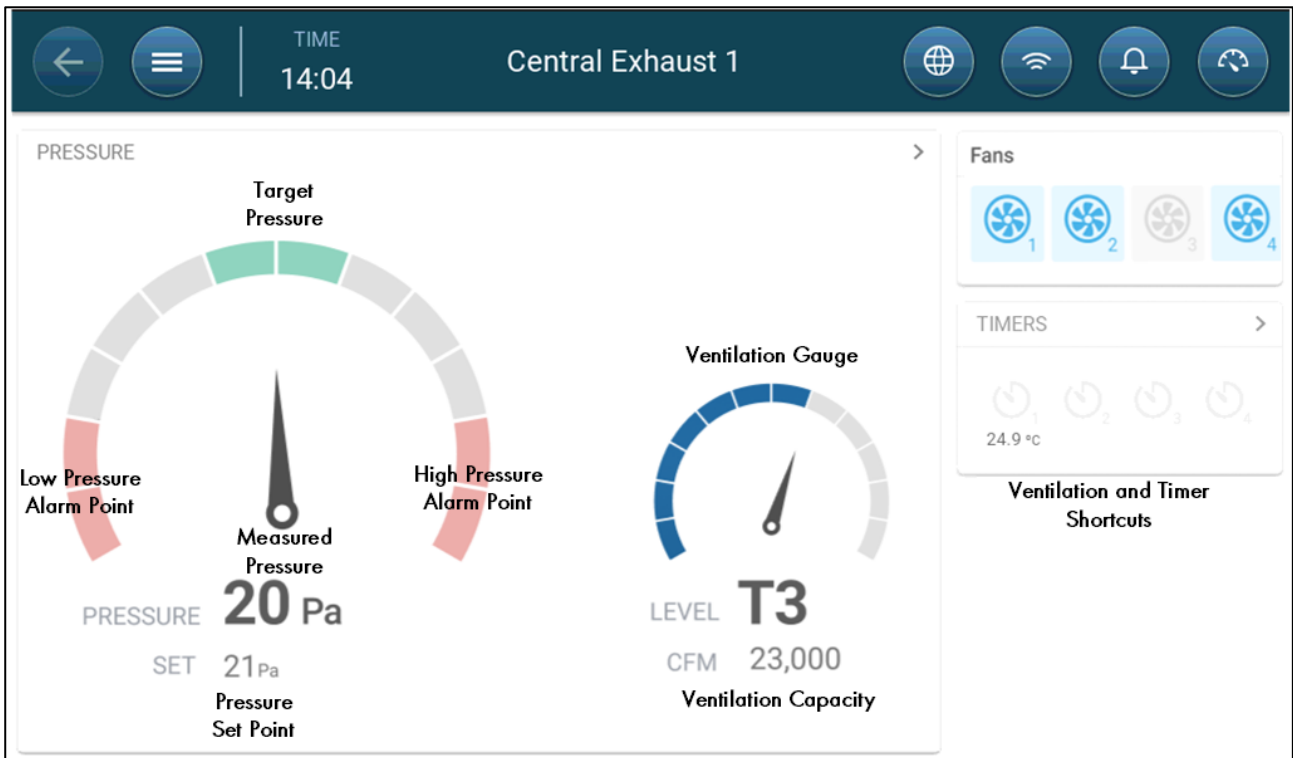 TIME
14:04
Central Exhaust 1
PRESSURE
Target
Pressure
Low Pressure
Alarm Point
High Pressure
Alarm Point
Measured
Pressure
PRESSURE 20 Pa
SET 21 Pa
Pressure
Set Point
Ventilation Gauge
LEVEL T3
CFM 23,000
Ventilation Capacity
Fans
1 2 3 4
TIMERS
1 2 3 4
24.9 °C
Ventilation and Timer
Shortcuts